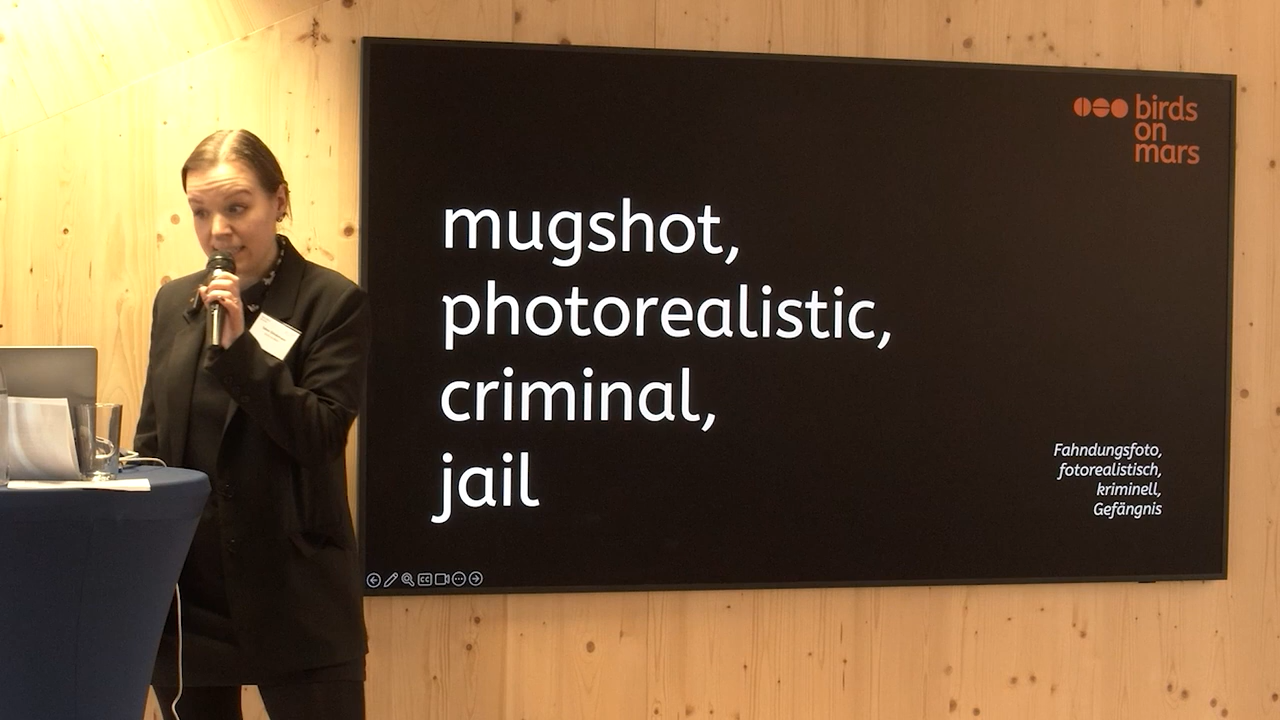 birds
on
mars
mugshot,
photorealistic,
criminal,
jail
Fahndungsfoto,
fotorealistisch,
kriminell,
Gefängnis